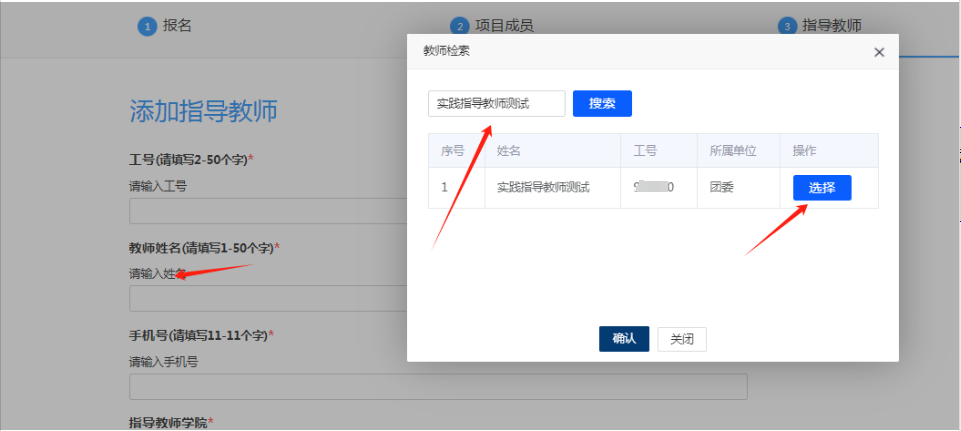 1 报名
2 项目成员
3 指导教师
添加指导教师
工号(请填写2-50个字)*
请输入工号
教师姓名(请填写1-50个字)*
请输入姓名
手机号(请填写11-11个字)*
请输入手机号
指导教师学院*
教师检索 ×
实践指导教师测试 搜索
序号 姓名 工号 所属单位 操作
1 实践指导教师测试 9 0 团委 选择
确认 关闭